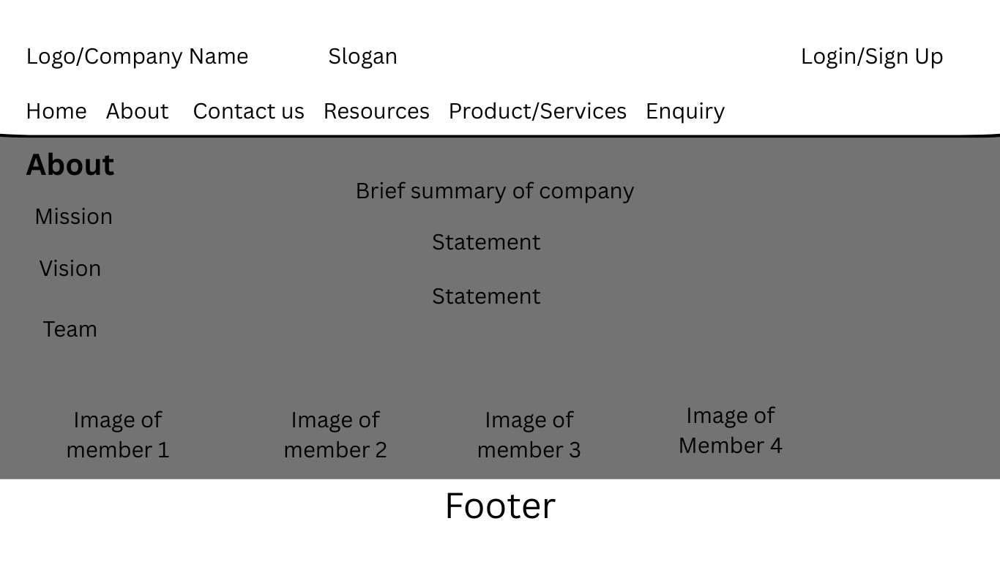 Logo/Company Name Slogan Login/Sign Up
Home About Contact us Resources Product/Services Enquiry
About
Brief summary of company
Mission
Statement
Vision
Statement
Team
Image of
member 1
Image of
member 2
Image of
member 3
Image of
Member 4
Footer